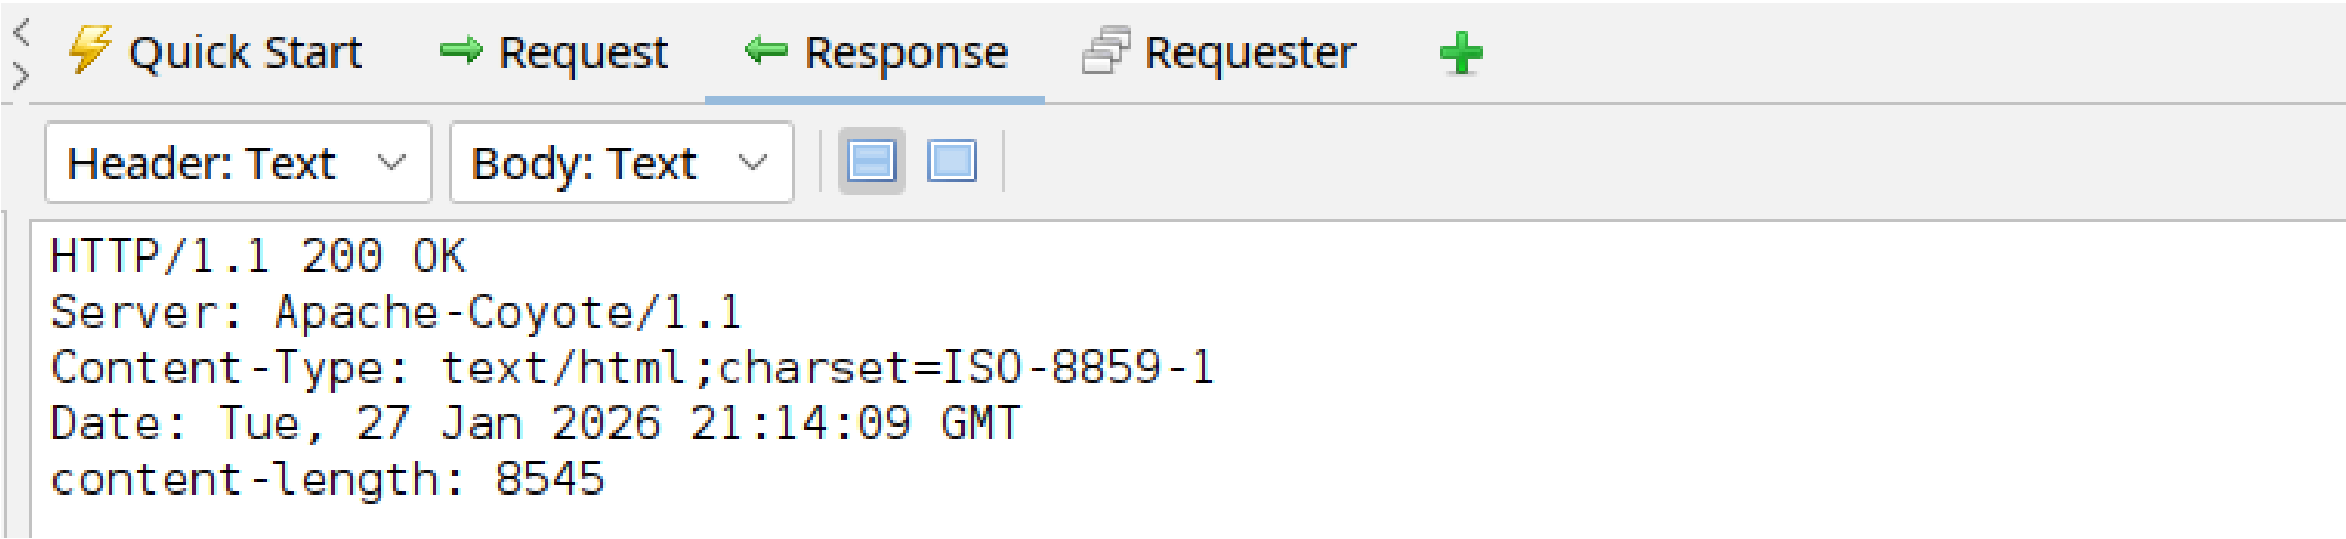 Quick Start Request Response Requester
Header: Text Body: Text
HTTP/1.1 200 OK
Server: Apache-Coyote/1.1
Content-Type: text/html;charset=ISO-8859-1
Date: Tue, 27 Jan 2026 21:14:09 GMT
content-length: 8545